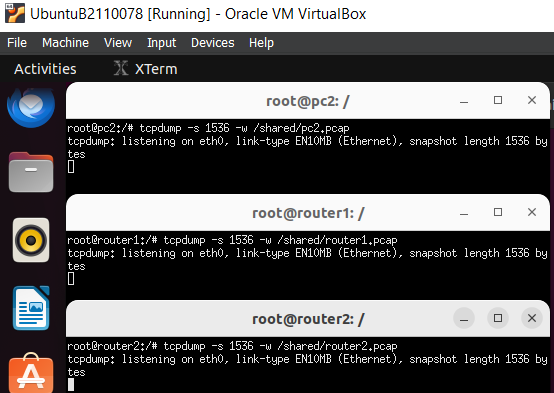 UbuntuB2110078 [Running] - Oracle VM VirtualBox
File Machine View Input Devices Help
Activities XTerm
root@pc2: /
root@pc2:/# tcpdump -s 1536 -w /shared/pc2.pcap
tcpdump: listening on eth0, link-type EN10MB (Ethernet), snapshot length 1536 by
tes
root@router1: /
root@router1:/# tcpdump -s 1536 -w /shared/router1.pcap
tcpdump: listening on eth0, link-type EN10MB (Ethernet), snapshot length 1536 by
tes
root@router2: /
root@router2:/# tcpdump -s 1536 -w /shared/router2.pcap
tcpdump: listening on eth0, link-type EN10MB (Ethernet), snapshot length 1536 by
tes